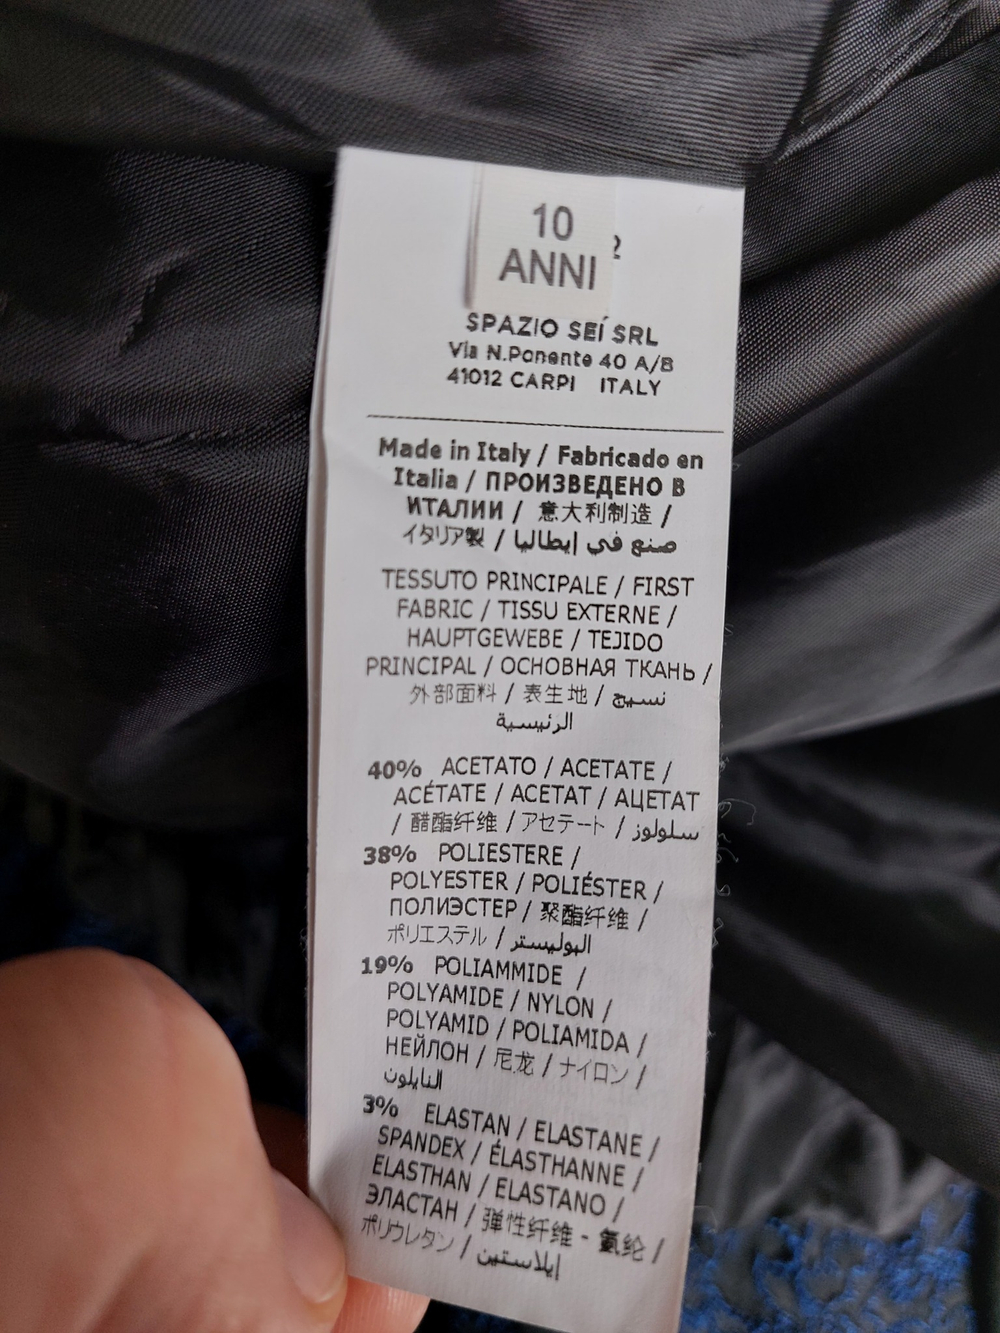 10
ANNI
2
SPAZIO SEI SRL
Via N.Ponente 40 A/B
41012 CARPI ITALY
Made in Italy / Fabricado en
Italia / ПРОИЗВЕДЕНО В
ИТАЛИИ / 意大利制造 /
イタリア製 / صنع في إيطاليا
TESSUTO PRINCIPALE / FIRST
FABRIC / TISSU EXTERNE /
HAUPTGEWEBE / TEJIDO
PRINCIPAL / ОСНОВНАЯ ТКАНЬ /
外部面料 / 表生地 / نسيج
الرئيسية
40% ACETATO / ACETATE /
ACÉTATE / ACETAT / АЦЕТАТ
/ 醋酯纤维 / アセテート / سلولوز
38% POLIESTERE /
POLYESTER / POLIÉSTER /
ПОЛИЭСТЕР / 聚酯纤维 /
ポリエステル / البوليستر
19% POLIAMMIDE /
POLYAMIDE / NYLON /
POLYAMID / POLIAMIDA /
НЕЙЛОН / 尼龙 / ナイロン /
النايلون
3% ELASTAN / ELASTANE /
SPANDEX / ÉLASTHANNE /
ELASTHAN / ELASTANO /
ЭЛАСТАН / 弹性纤维 - 氨纶 /
ポリウレタン / إيلاستين